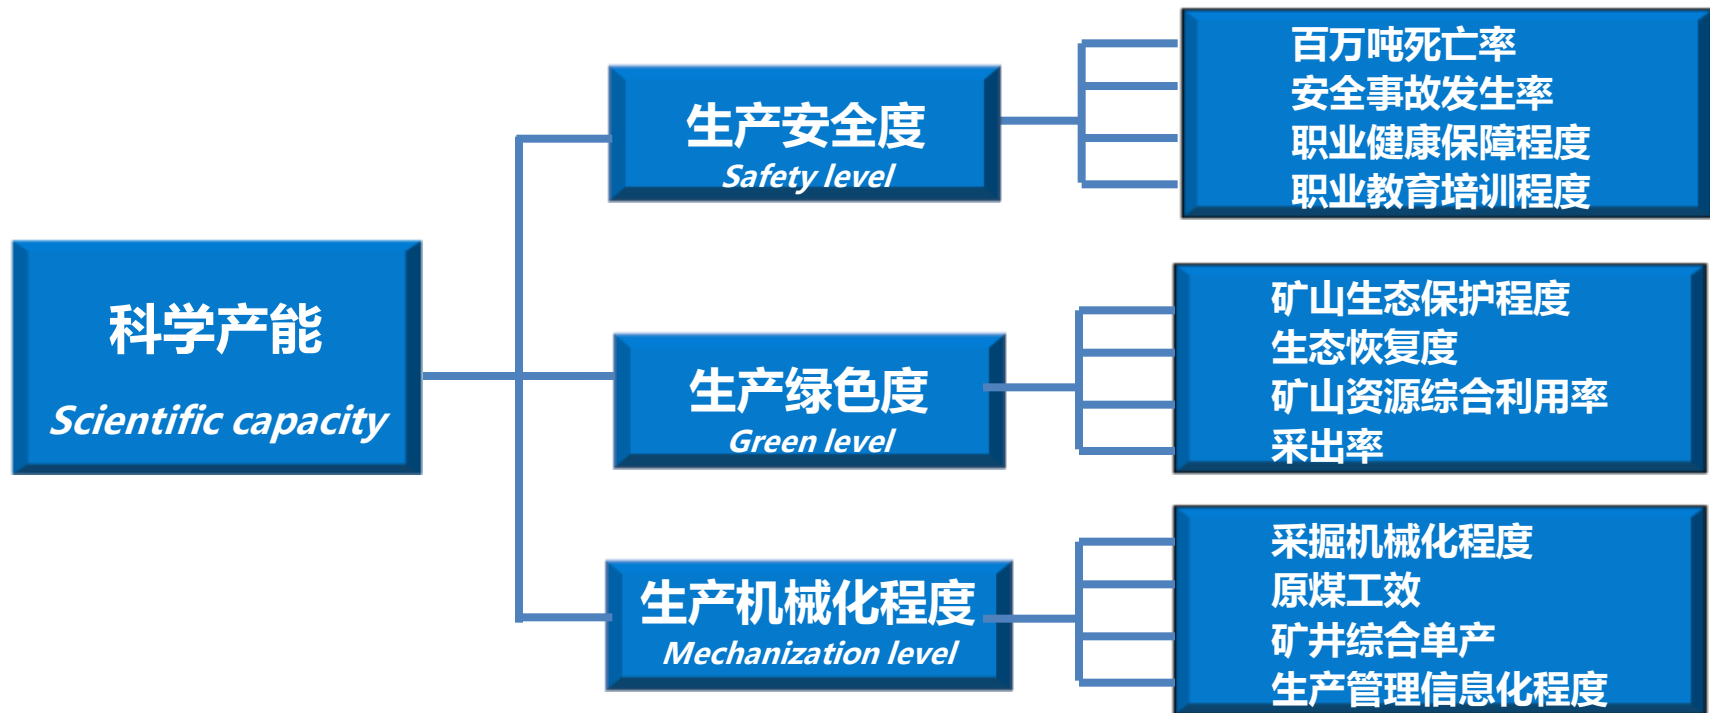 科学产能
Scientific capacity
生产安全度
Safety level
百万吨死亡率
安全事故发生率
职业健康保障程度
职业教育培训程度
生产绿色度
Green level
矿山生态保护程度
生态恢复度
矿山资源综合利用率
采出率
生产机械化程度
Mechanization level
采掘机械化程度
原煤工效
矿井综合单产
生产管理信息化程度